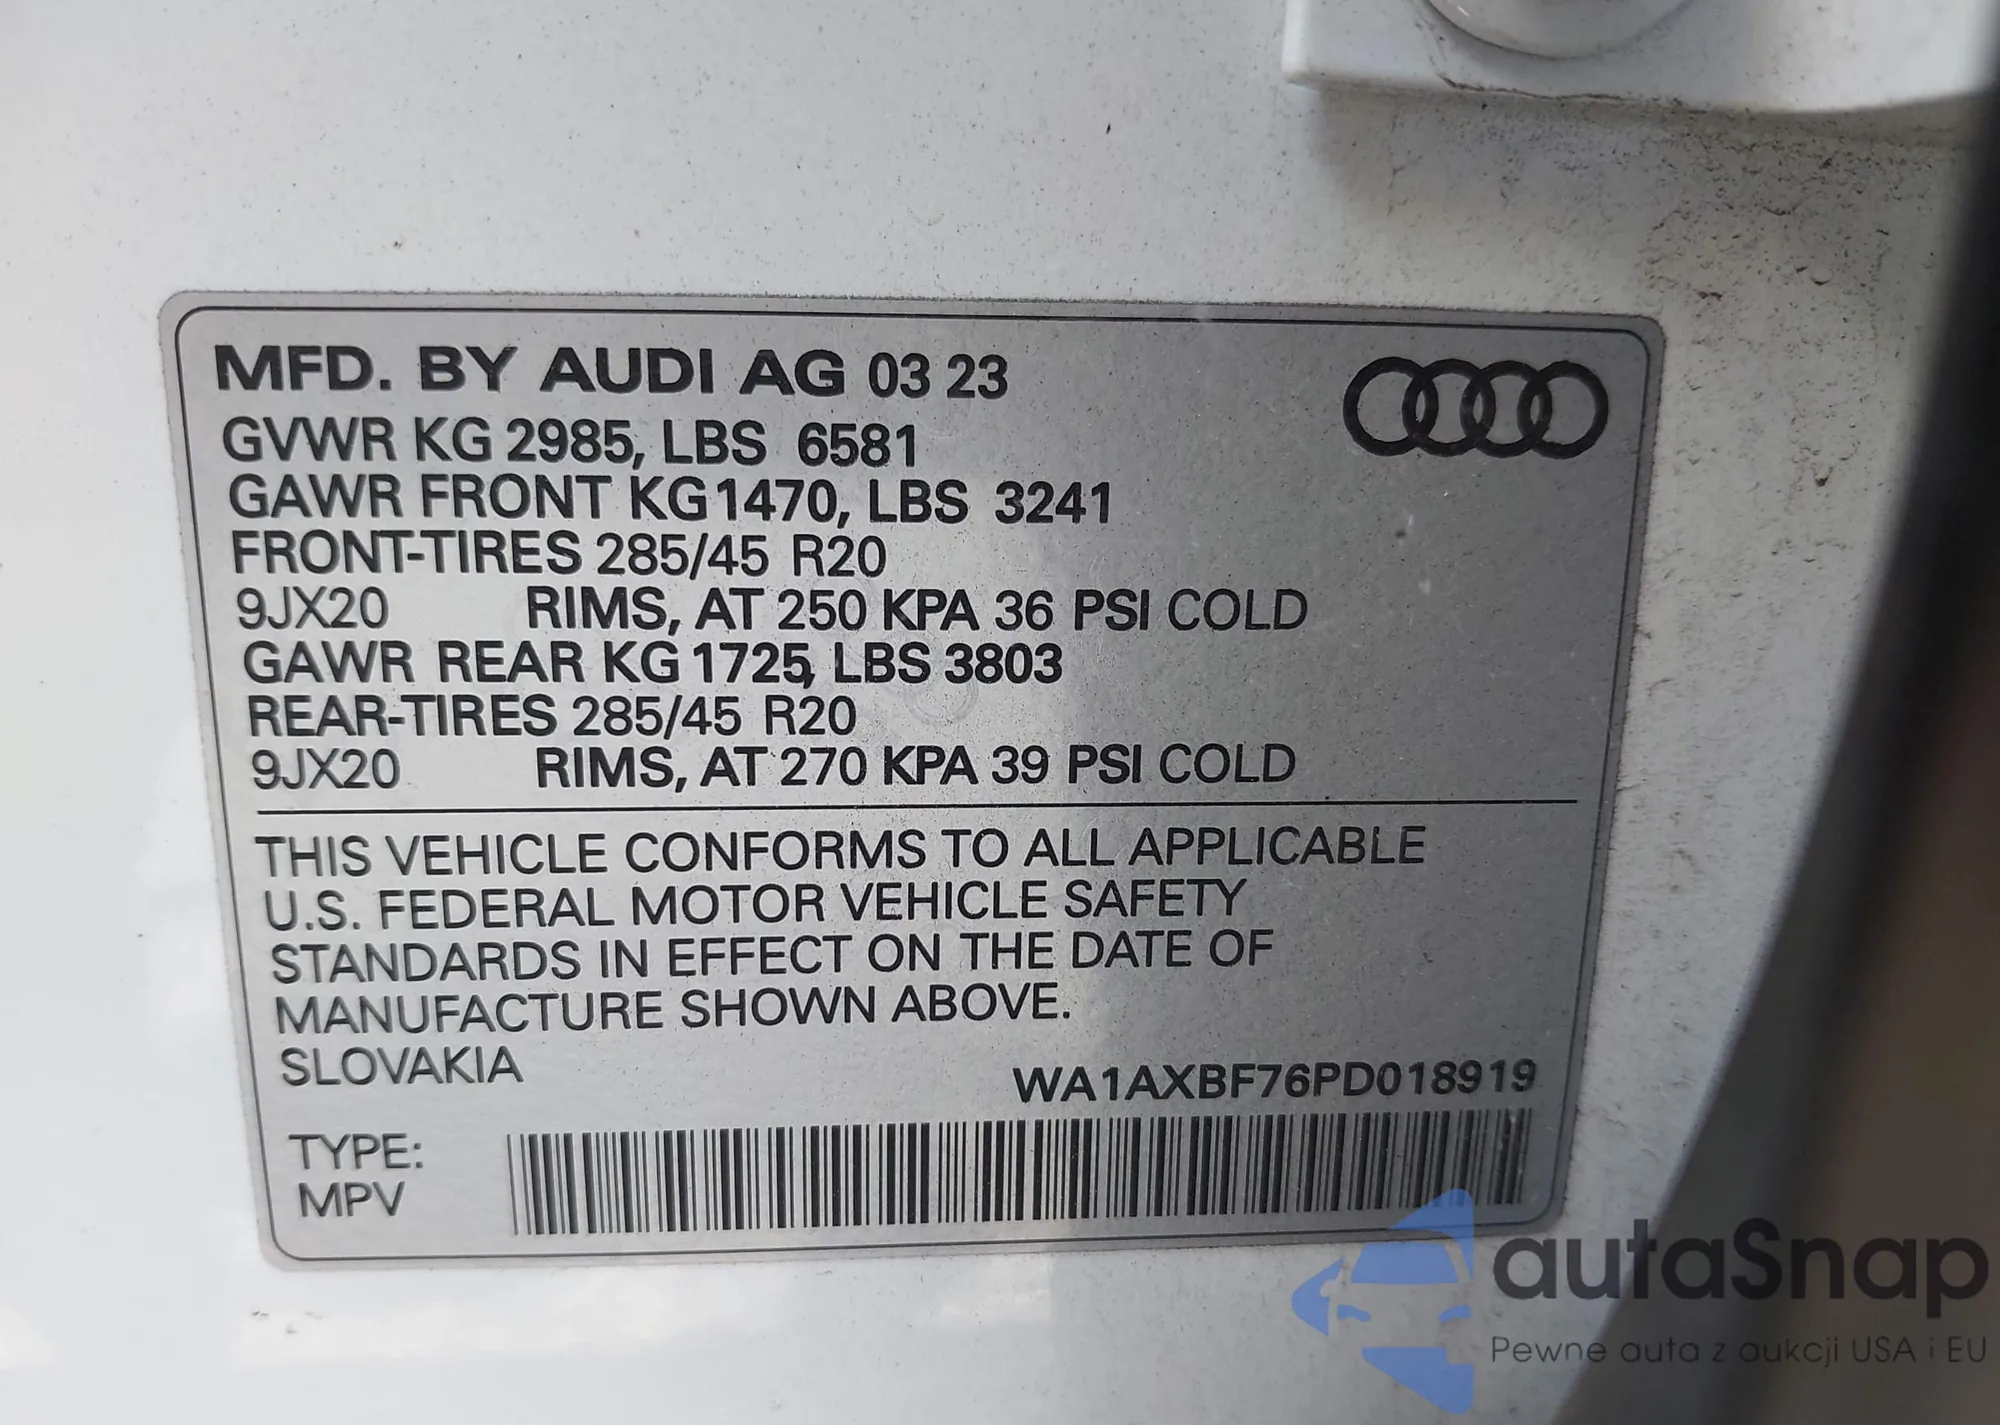 MFD. BY AUDI AG 03 23
GVWR KG 2985, LBS 6581
GAWR FRONT KG 1470, LBS 3241
FRONT-TIRES 285/45 R20
9JX20 RIMS, AT 250 KPA 36 PSI COLD
GAWR REAR KG 1725, LBS 3803
REAR-TIRES 285/45 R20
9JX20 RIMS, AT 270 KPA 39 PSI COLD
THIS VEHICLE CONFORMS TO ALL APPLICABLE
U.S. FEDERAL MOTOR VEHICLE SAFETY
STANDARDS IN EFFECT ON THE DATE OF
MANUFACTURE SHOWN ABOVE.
SLOVAKIA
WA1AXBF76PD018919
TYPE:
MPV
autaSnap
Pewne auta z aukcji USA i EU